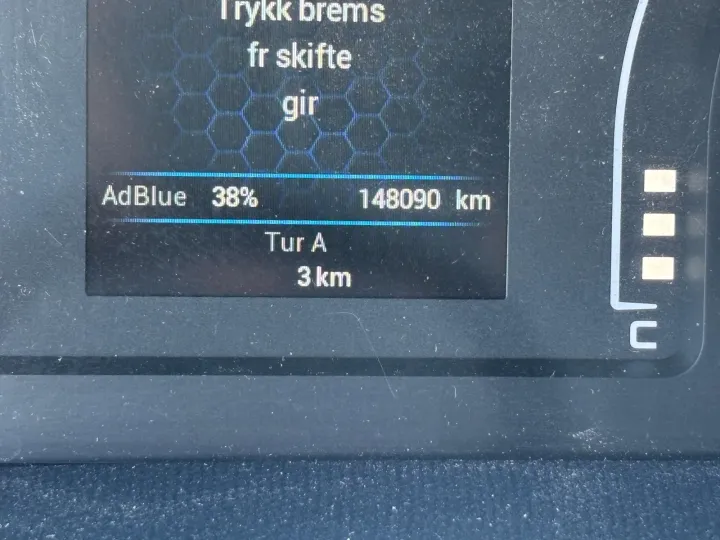 Trykk brems
fr skifte
gir
AdBlue 38% 148090 km
Tur A
3 km
C